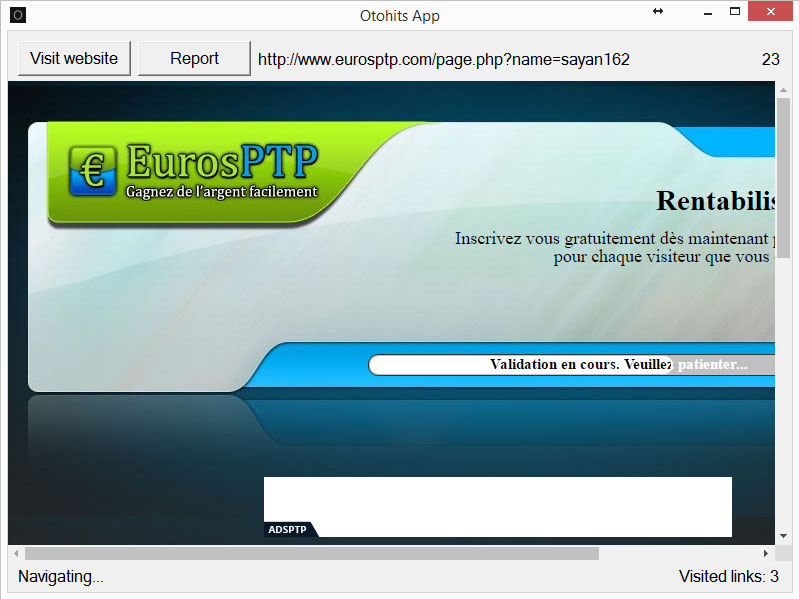 O
Otohits App
Visit website
Report
http://www.eurosptp.com/page.php?name=sayan162
23
€
EurosPTP
Gagnez de l'argent facilement
Rentabilis
Inscrivez vous gratuitement dès maintenant
pour chaque visiteur que vous
Validation en cours. Veuillez patienter...
ADSPTP
Navigating...
Visited links: 3